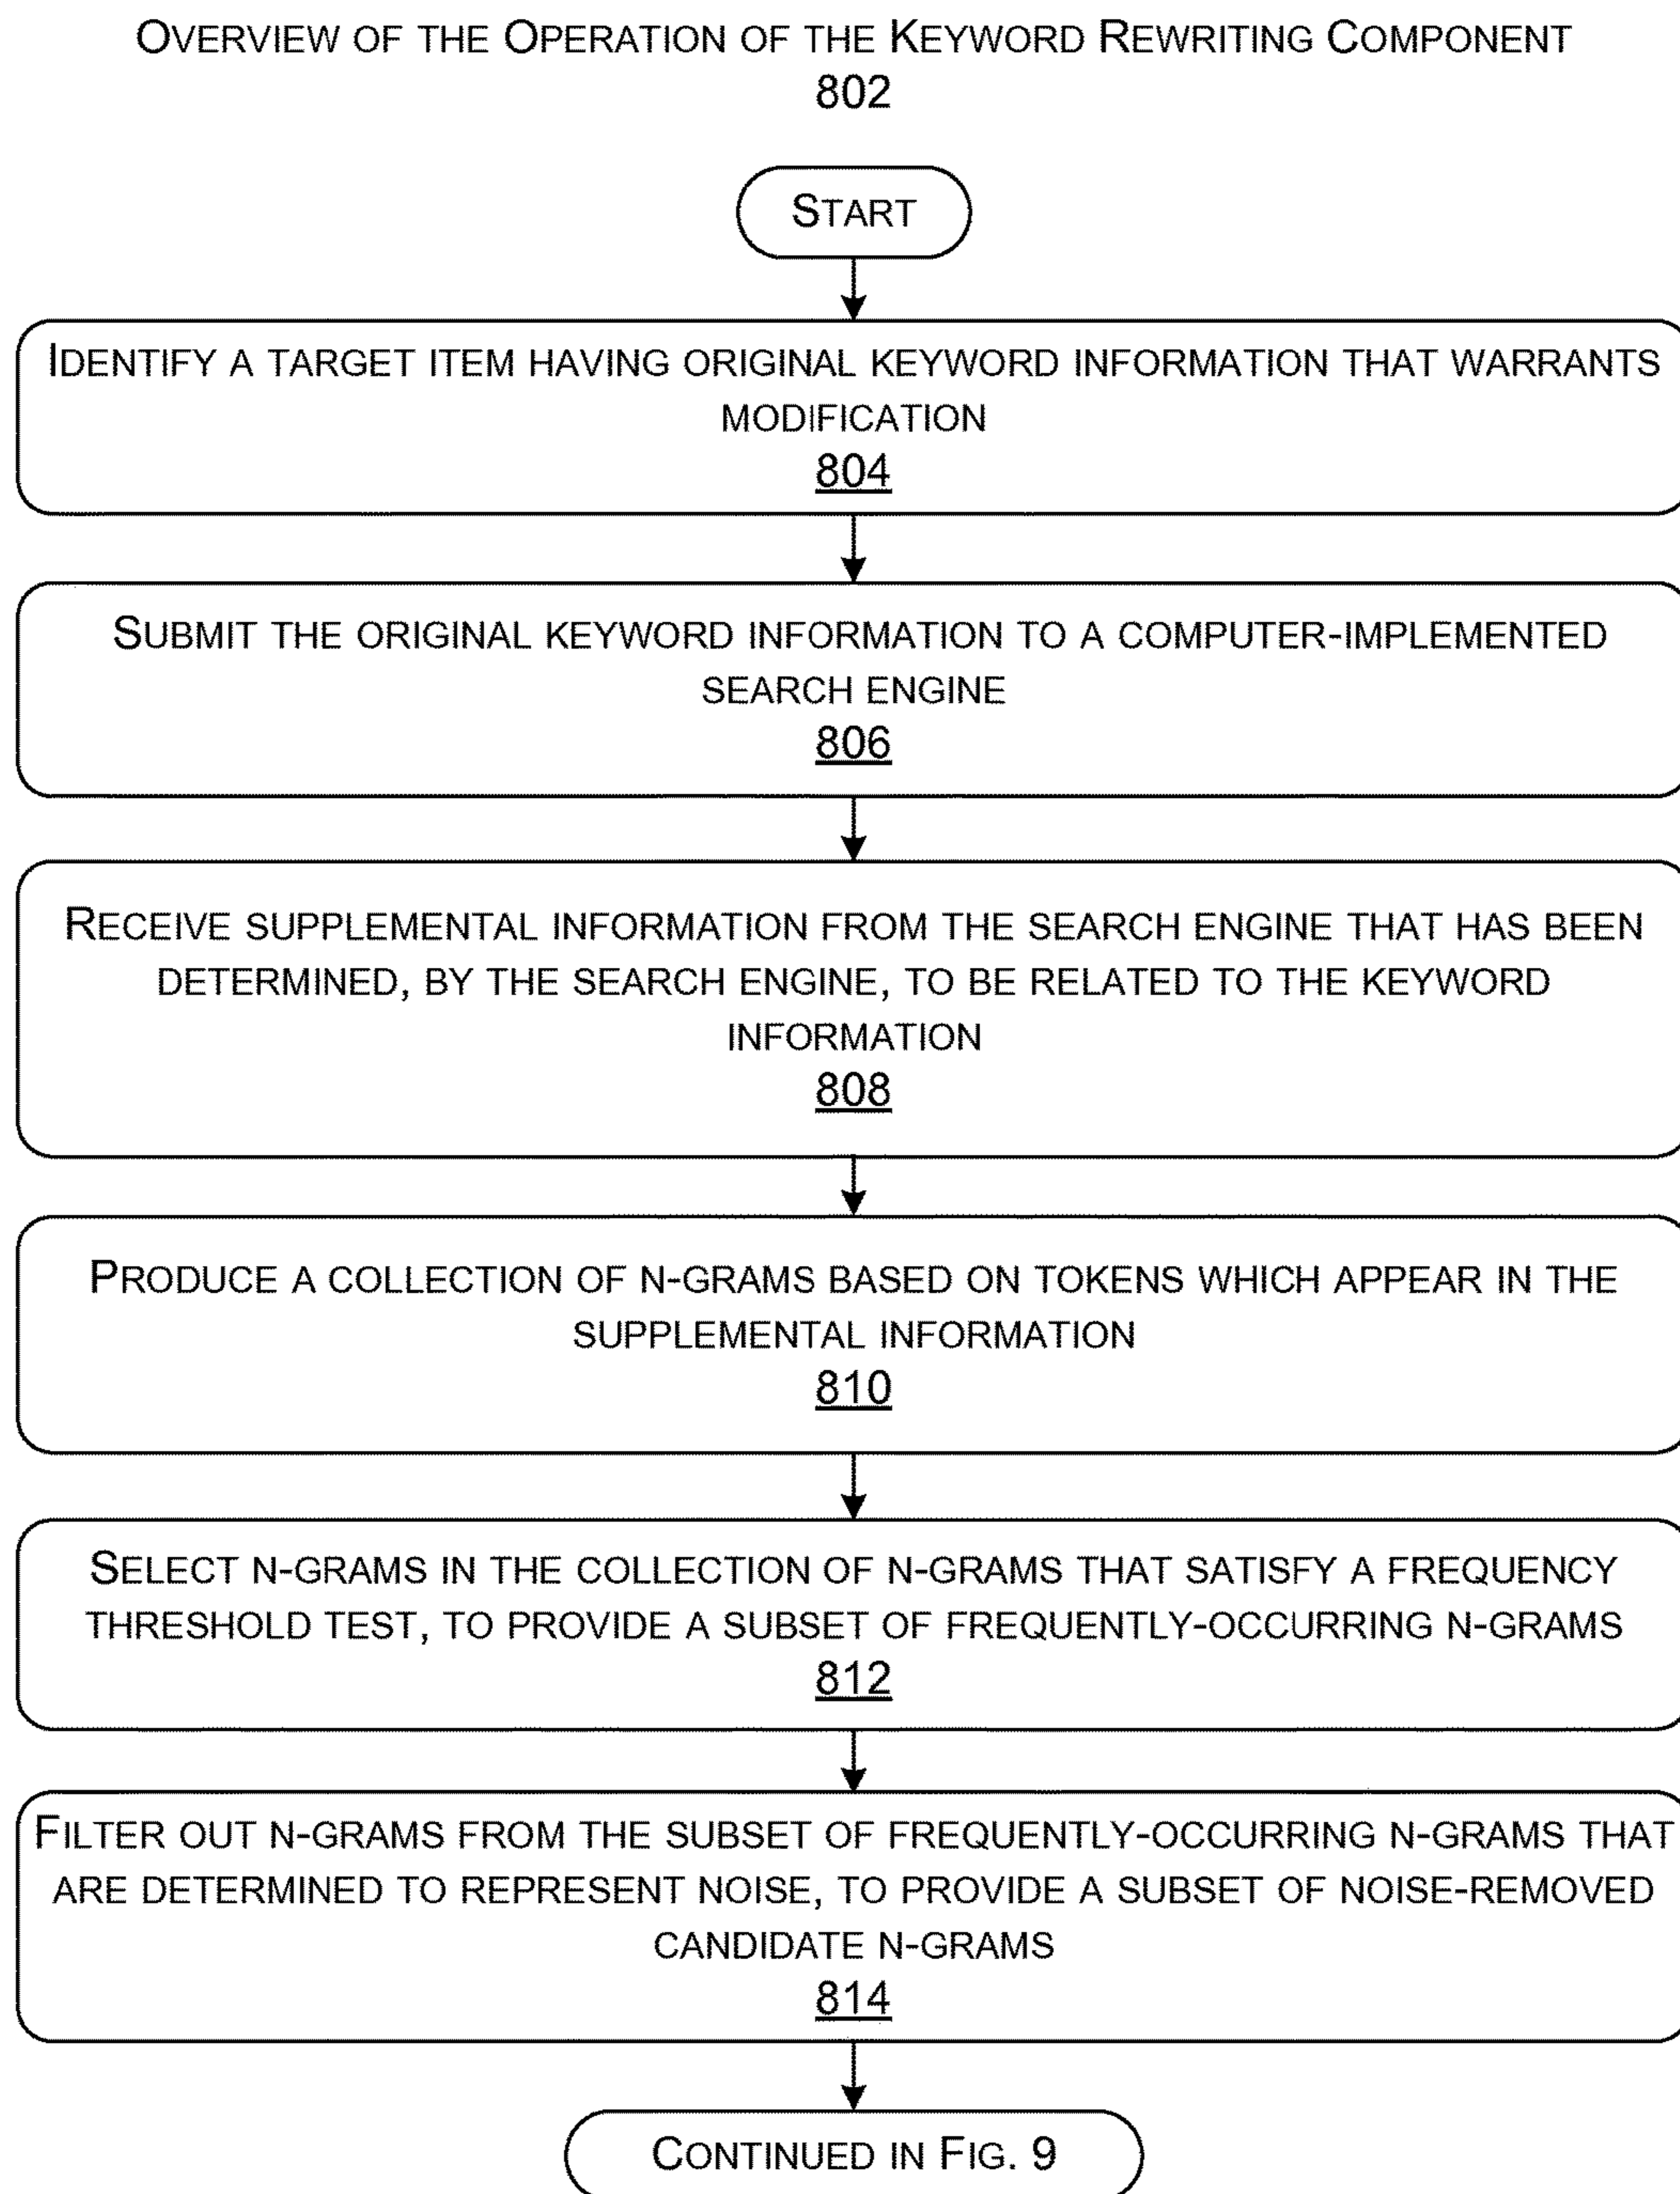 OVERVIEW OF THE OPERATION OF THE KEYWORD REWRITING COMPONENT
802
START
IDENTIFY A TARGET ITEM HAVING ORIGINAL KEYWORD INFORMATION THAT WARRANTS
MODIFICATION
804
SUBMIT THE ORIGINAL KEYWORD INFORMATION TO A COMPUTER-IMPLEMENTED
SEARCH ENGINE
806
RECEIVE SUPPLEMENTAL INFORMATION FROM THE SEARCH ENGINE THAT HAS BEEN
DETERMINED, BY THE SEARCH ENGINE, TO BE RELATED TO THE KEYWORD
INFORMATION
808
PRODUCE A COLLECTION OF N-GRAMS BASED ON TOKENS WHICH APPEAR IN THE
SUPPLEMENTAL INFORMATION
810
SELECT N-GRAMS IN THE COLLECTION OF N-GRAMS THAT SATISFY A FREQUENCY
THRESHOLD TEST, TO PROVIDE A SUBSET OF FREQUENTLY-OCCURRING N-GRAMS
812
FILTER OUT N-GRAMS FROM THE SUBSET OF FREQUENTLY-OCCURRING N-GRAMS THAT
ARE DETERMINED TO REPRESENT NOISE, TO PROVIDE A SUBSET OF NOISE-REMOVED
CANDIDATE N-GRAMS
814
CONTINUED IN FIG. 9